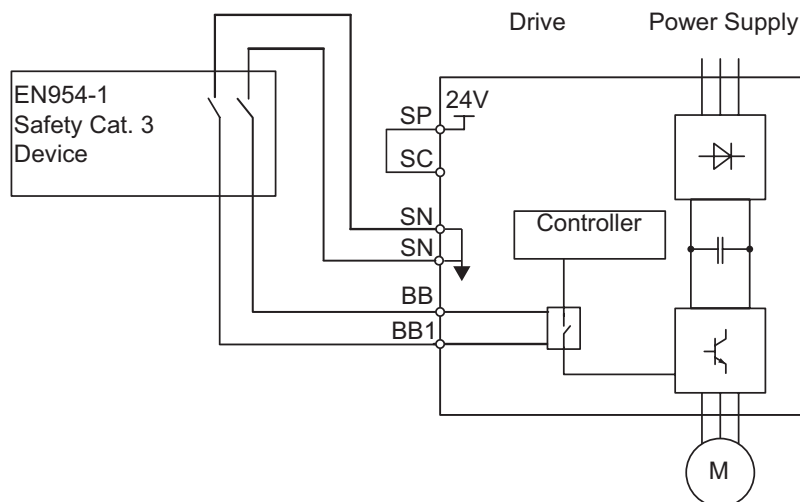 Drive
Power Supply
EN954-1
Safety Cat. 3
Device
24V
SP
SC
SN
SN
Controller
BB
BB1
M